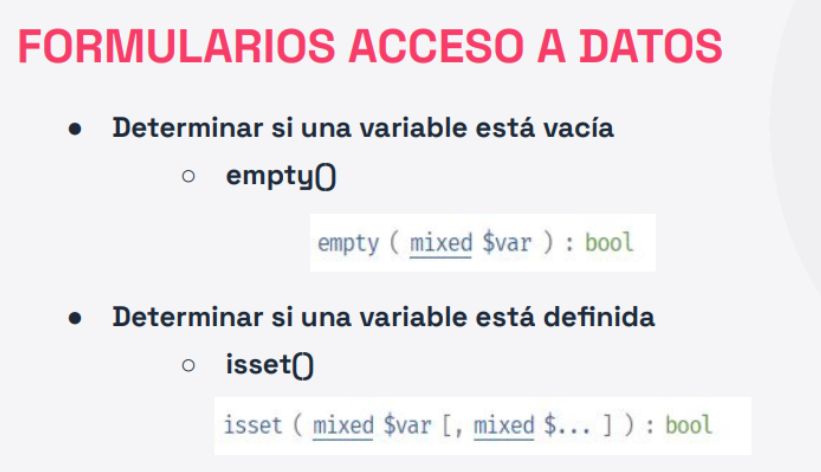 FORMULARIOS ACCESO A DATOS
● Determinar si una variable está vacía
○ empty()
empty ( mixed $var ) : bool
● Determinar si una variable está definida
○ isset()
isset ( mixed $var [, mixed $... ] ) : bool